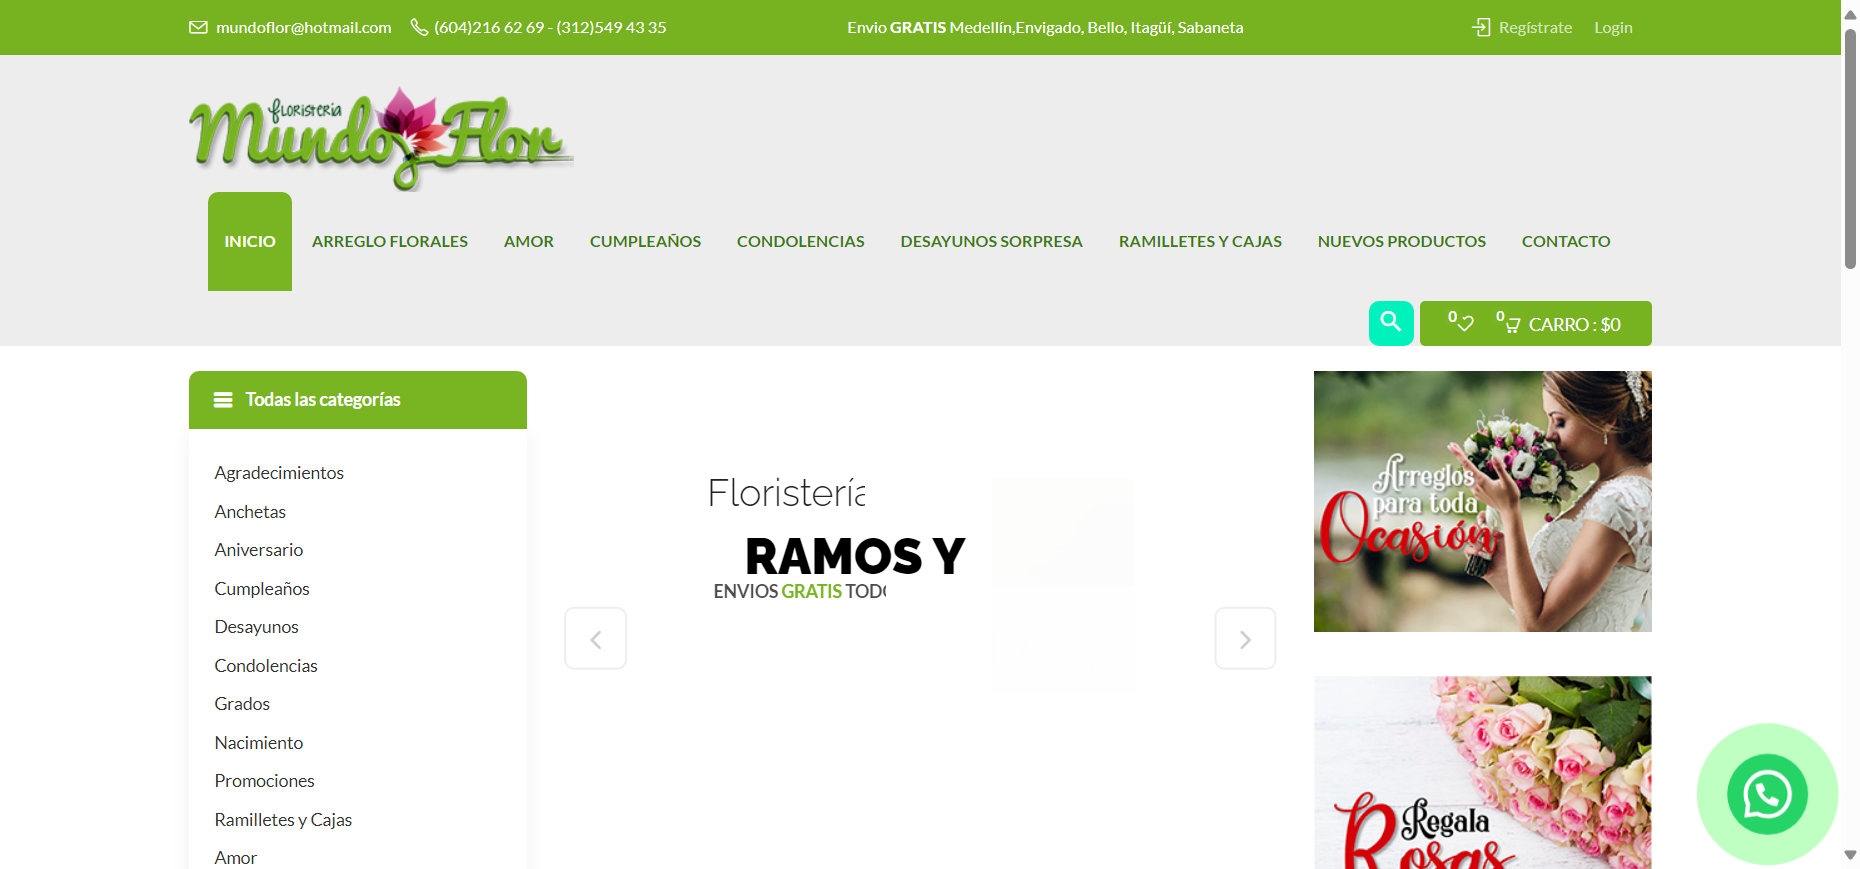 mundoflor@hotmail.com
(604)216 62 69 - (312)549 43 35
Envio GRATIS Medellín,Envigado, Bello, Itagüí, Sabaneta
Regístrate
Login
Floristeria
Mundo Flor
INICIO
ARREGLO FLORALES
AMOR
CUMPLEAÑOS
CONDOLENCIAS
DESAYUNOS SORPRESA
RAMILLETES Y CAJAS
NUEVOS PRODUCTOS
CONTACTO
0
0
CARRO : $0
Todas las categorías
Agradecimientos
Anchetas
Aniversario
Cumpleaños
Desayunos
Condolencias
Grados
Nacimiento
Promociones
Ramilletes y Cajas
Amor
Floristería
RAMOS Y
ENVIOS GRATIS TODO
Arreglos
para toda
Ocasión
Regala
Rosas